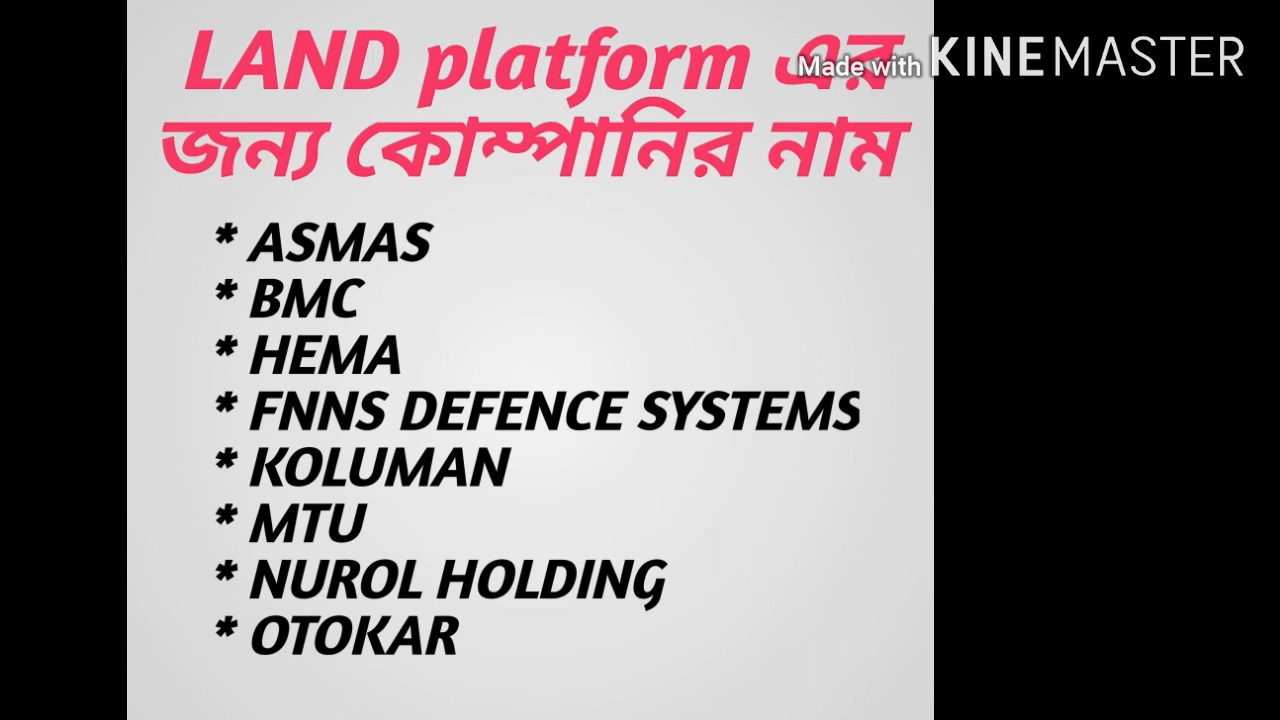 LAND platform এর
জন্য কোম্পানির নাম
Made with KINEMASTER
* ASMAS
* BMC
* HEMA
* FNNS DEFENCE SYSTEMS
* KOLUMAN
* MTU
* NUROL HOLDING
* OTOKAR